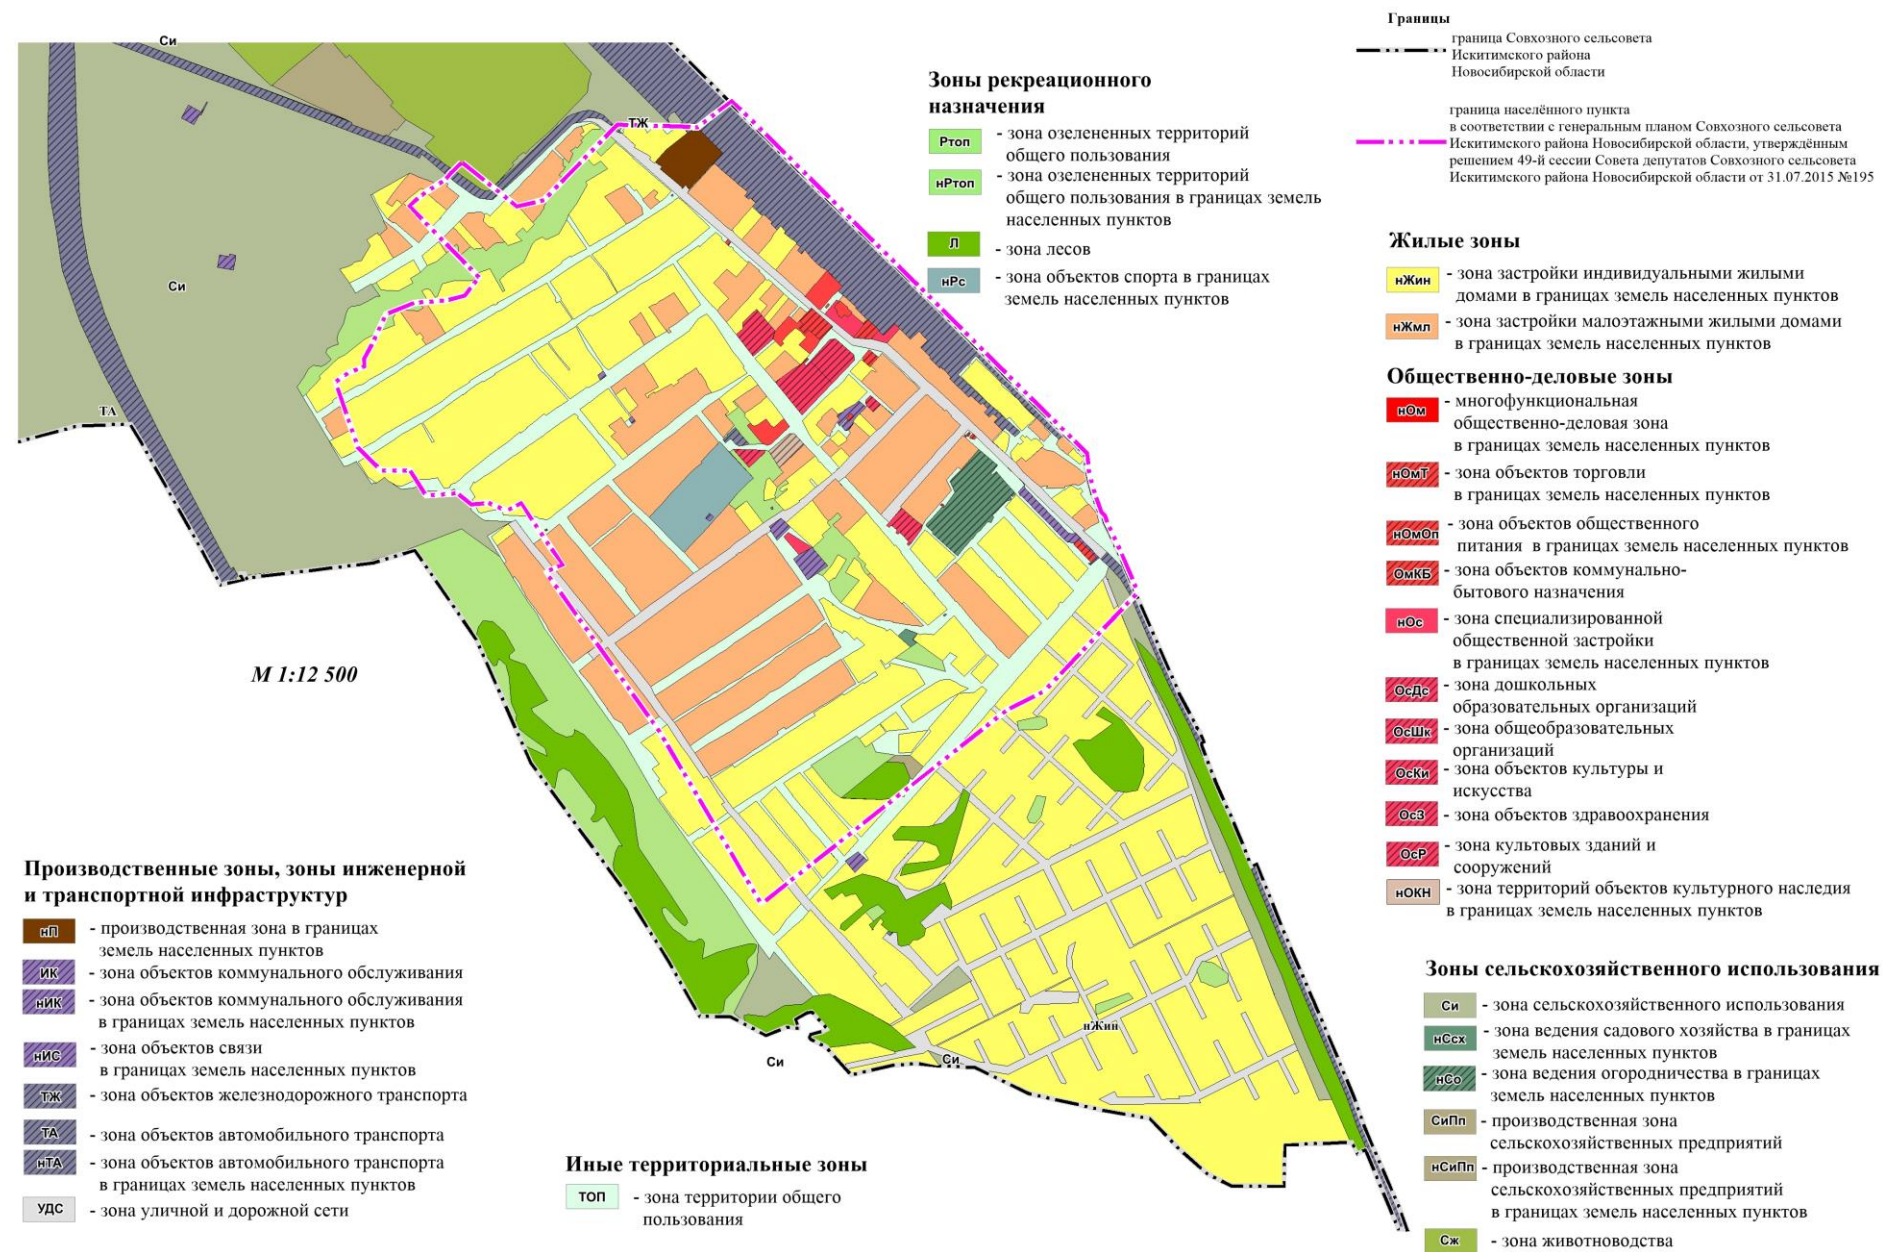 Си
ТЖ
Си
ТА
Си
Си
нЖин
М 1:12 500
Зоны рекреационного
назначения
Ртоп - зона озелененных территорий
общего пользования
нРтоп - зона озелененных территорий
общего пользования в границах земель
населенных пунктов
Л - зона лесов
нРс - зона объектов спорта в границах
земель населенных пунктов
Границы
граница Совхозного сельсовета
Искитимского района
Новосибирской области
граница населённого пункта
в соответствии с генеральным планом Совхозного сельсовета
Искитимского района Новосибирской области, утверждённым
решением 49-й сессии Совета депутатов Совхозного сельсовета
Искитимского района Новосибирской области от 31.07.2015 №195
Жилые зоны
нЖин - зона застройки индивидуальными жилыми
домами в границах земель населенных пунктов
нЖмл - зона застройки малоэтажными жилыми домами
в границах земель населенных пунктов
Общественно-деловые зоны
нОм - многофункциональная
общественно-деловая зона
в границах земель населенных пунктов
нОмТ - зона объектов торговли
в границах земель населенных пунктов
нОмОп - зона объектов общественного
питания в границах земель населенных пунктов
ОмКБ - зона объектов коммунально-
бытового назначения
нОс - зона специализированной
общественной застройки
в границах земель населенных пунктов
ОсДс - зона дошкольных
образовательных организаций
ОсШк - зона общеобразовательных
организаций
ОсКи - зона объектов культуры и
искусства
ОсЗ - зона объектов здравоохранения
ОсР - зона культовых зданий и
сооружений
нОКН - зона территорий объектов культурного наследия
в границах земель населенных пунктов
Зоны сельскохозяйственного использования
Си - зона сельскохозяйственного использования
нСсх - зона ведения садового хозяйства в границах
земель населенных пунктов
нСо - зона ведения огородничества в границах
земель населенных пунктов
СиПп - производственная зона
сельскохозяйственных предприятий
нСиПп - производственная зона
сельскохозяйственных предприятий
в границах земель населенных пунктов
Сж - зона животноводства
Производственные зоны, зоны инженерной
и транспортной инфраструктур
нП - производственная зона в границах
земель населенных пунктов
ИК - зона объектов коммунального обслуживания
нИК - зона объектов коммунального обслуживания
в границах земель населенных пунктов
нИС - зона объектов связи
в границах земель населенных пунктов
ТЖ - зона объектов железнодорожного транспорта
ТА - зона объектов автомобильного транспорта
нТА - зона объектов автомобильного транспорта
в границах земель населенных пунктов
УДС - зона уличной и дорожной сети
Иные территориальные зоны
ТОП - зона территории общего
пользования